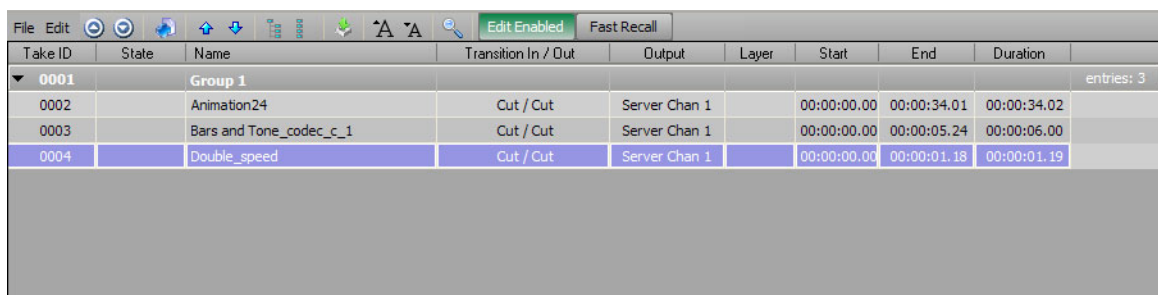 File Edit A A Edit Enabled Fast Recall
Take ID State Name Transition In / Out Output Layer Start End Duration
0001 Group 1 entries: 3
0002 Animation24 Cut / Cut Server Chan 1 00:00:00.00 00:00:34.01 00:00:34.02
0003 Bars and Tone_codec_c_1 Cut / Cut Server Chan 1 00:00:00.00 00:00:05.24 00:00:06.00
0004 Double_speed Cut / Cut Server Chan 1 00:00:00.00 00:00:01.18 00:00:01.19